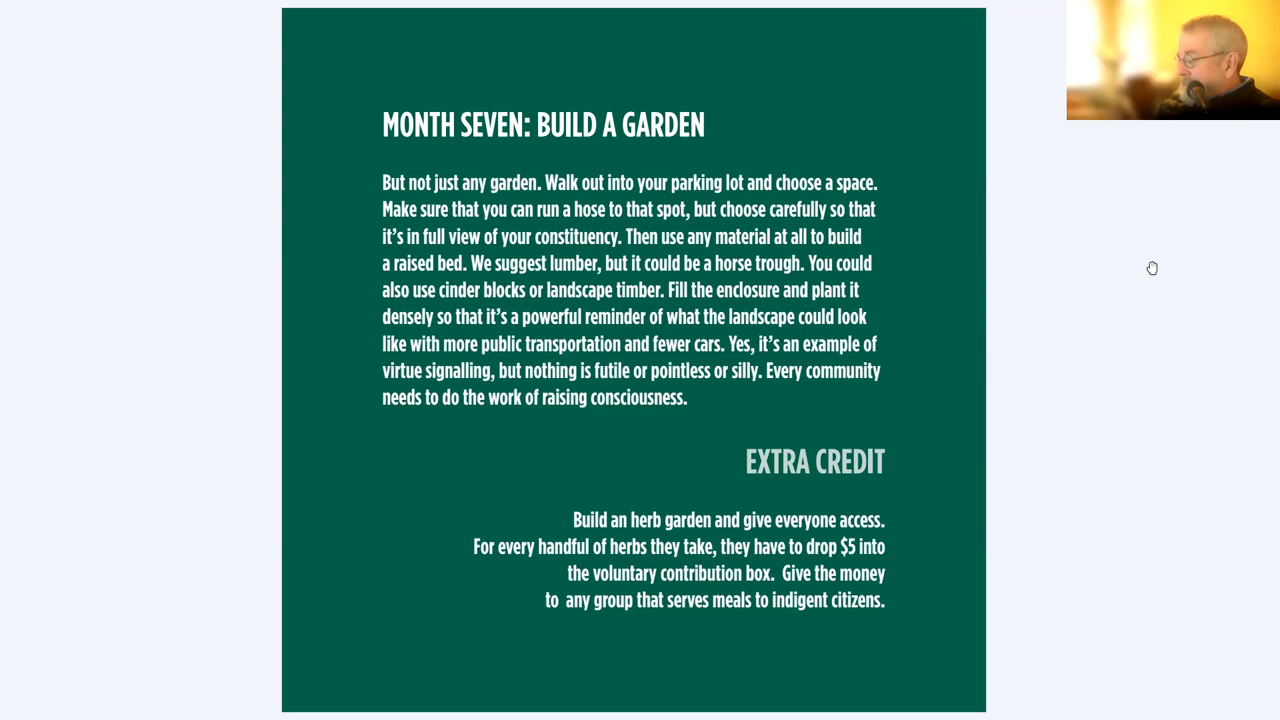 MONTH SEVEN: BUILD A GARDEN
But not just any garden. Walk out into your parking lot and choose a space.
Make sure that you can run a hose to that spot, but choose carefully so that
it’s in full view of your constituency. Then use any material at all to build
a raised bed. We suggest lumber, but it could be a horse trough. You could
also use cinder blocks or landscape timber. Fill the enclosure and plant it
densely so that it’s a powerful reminder of what the landscape could look
like with more public transportation and fewer cars. Yes, it’s an example of
virtue signalling, but nothing is futile or pointless or silly. Every community
needs to do the work of raising consciousness.
EXTRA CREDIT
Build an herb garden and give everyone access.
For every handful of herbs they take, they have to drop $5 into
the voluntary contribution box.  Give the money
to  any group that serves meals to indigent citizens.